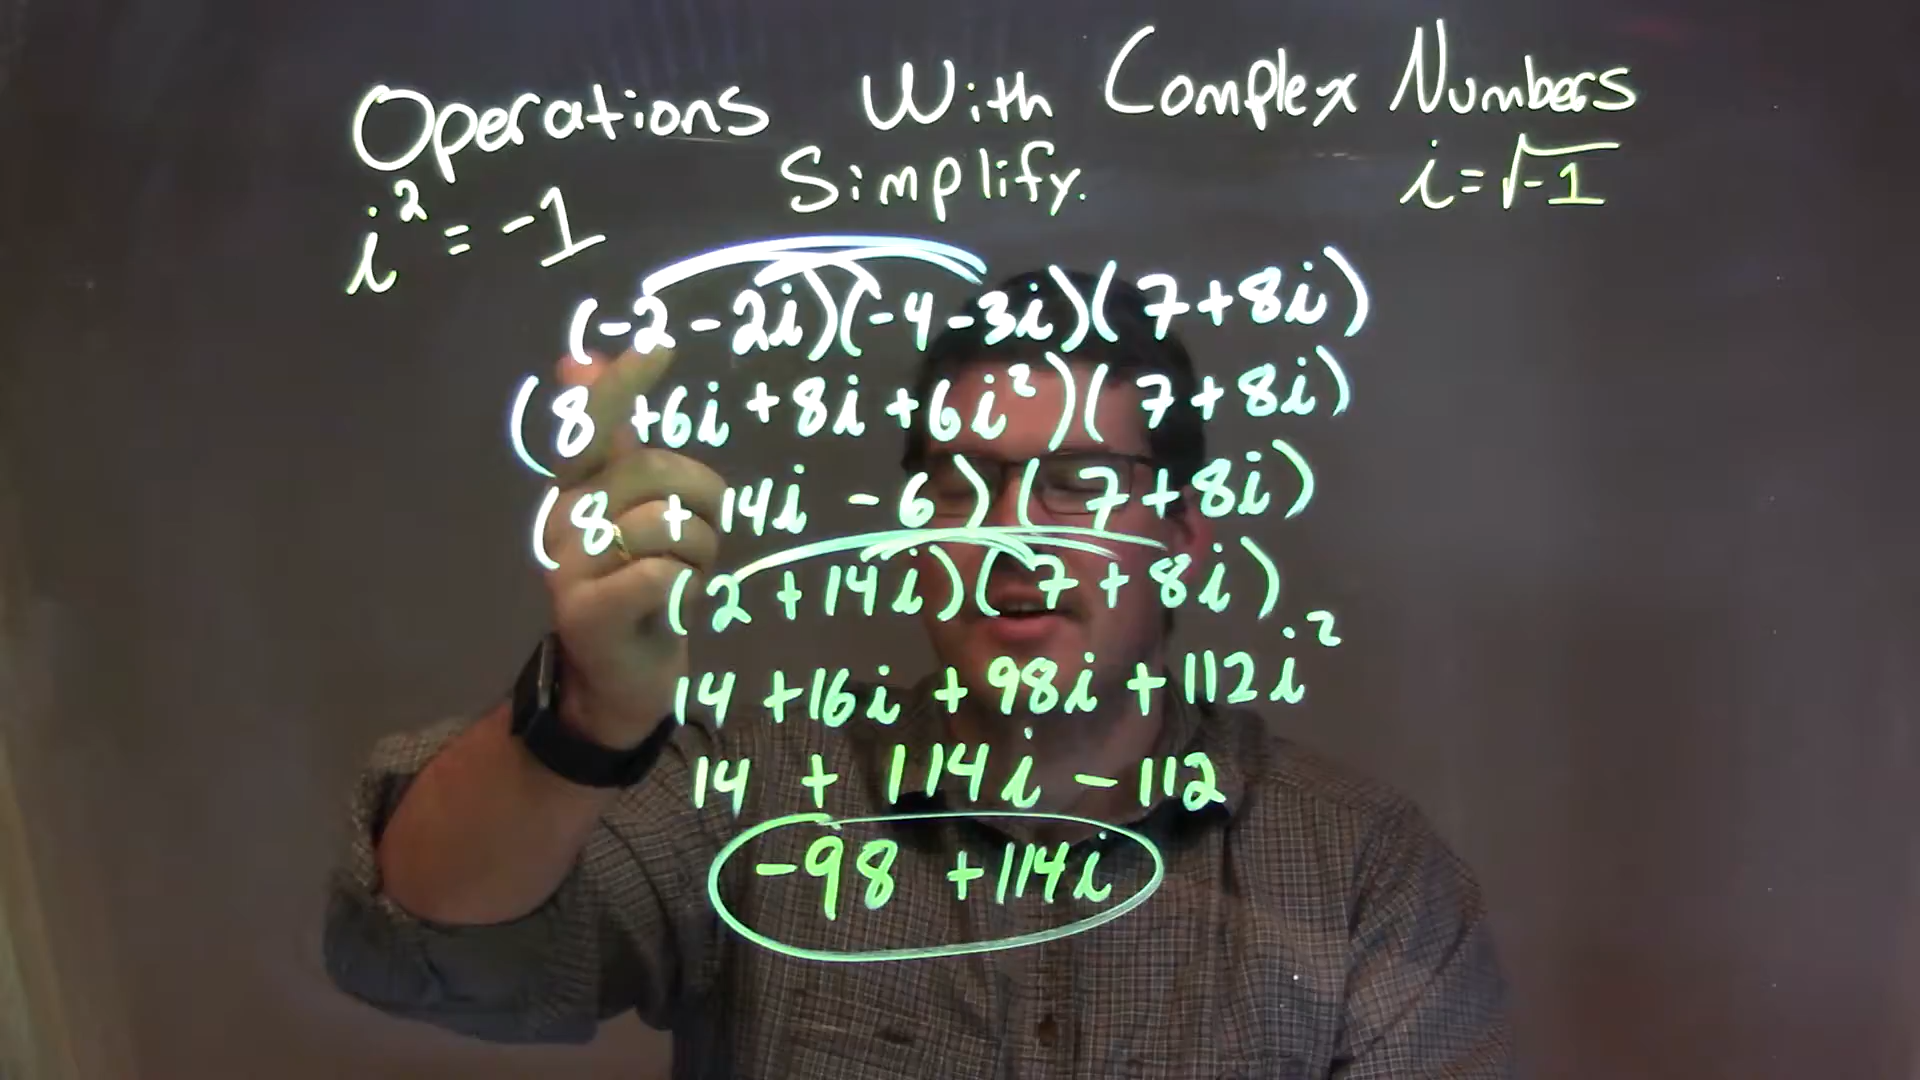 Operations With Complex Numbers
Simplify.
i² = -1
i = √-1
(-2-2i)(-4-3i)(7+8i)
(8+6i+8i+6i²)(7+8i)
(8 + 14i - 6)(7+8i)
(2+14i)(7+8i)
14 +16i +98i +112i²
14 + 114i - 112
-98 +114i